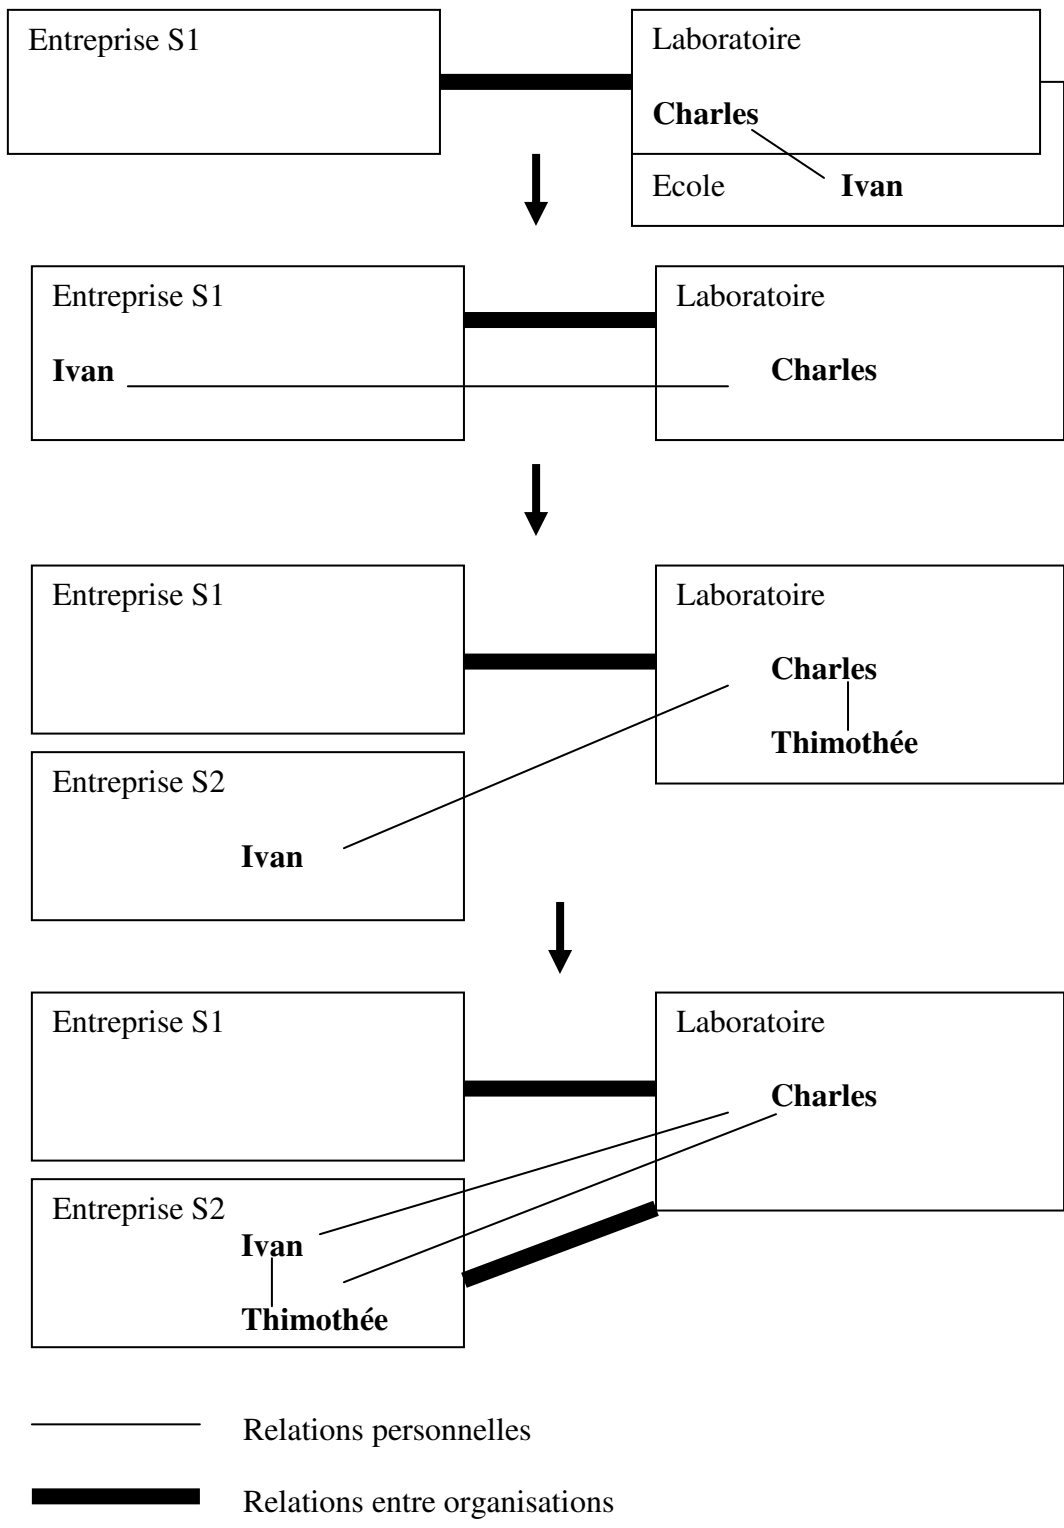 Entreprise S1
Laboratoire
Charles
Ecole
Ivan
Entreprise S1
Laboratoire
Ivan
Charles
Entreprise S1
Laboratoire
Charles
Thimothée
Entreprise S2
Ivan
Entreprise S1
Laboratoire
Charles
Entreprise S2
Ivan
Thimothée
Relations personnelles
Relations entre organisations